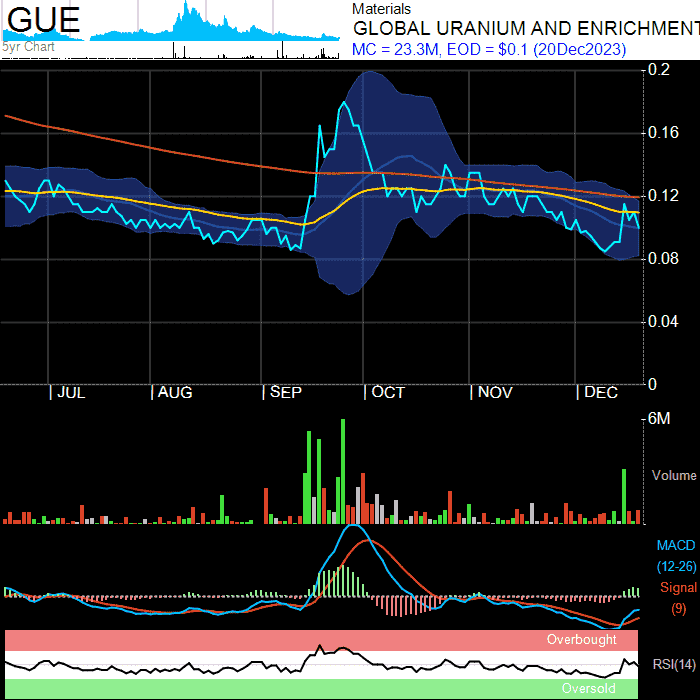 GUE
5yr Chart
Materials
GLOBAL URANIUM AND ENRICHMENT
MC = 23.3M, EOD = $0.1 (20Dec2023)
0.2
0.16
0.12
0.08
0.04
0
| JUL | AUG | SEP | OCT | NOV | DEC
6M
Volume
MACD
(12-26)
Signal
(9)
Overbought
RSI(14)
Oversold